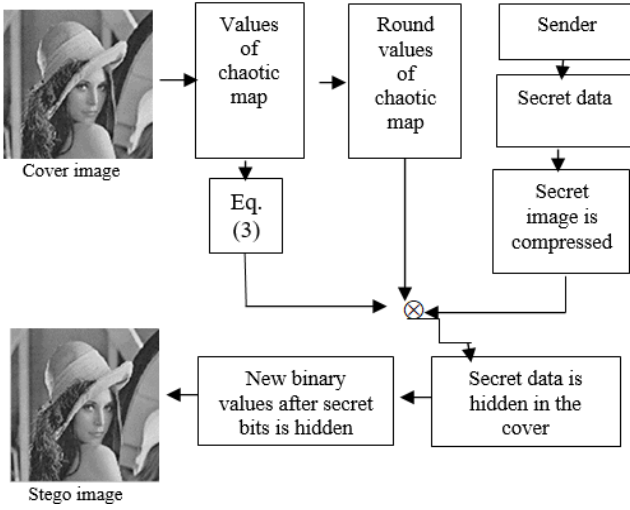 Values
of
chaotic
map
Round
values
of
chaotic
map
Sender
Secret data
Cover image
Eq.
(3)
Secret
image is
compressed
New binary
values after secret
bits is hidden
Secret data is
hidden in the
cover
Stego image